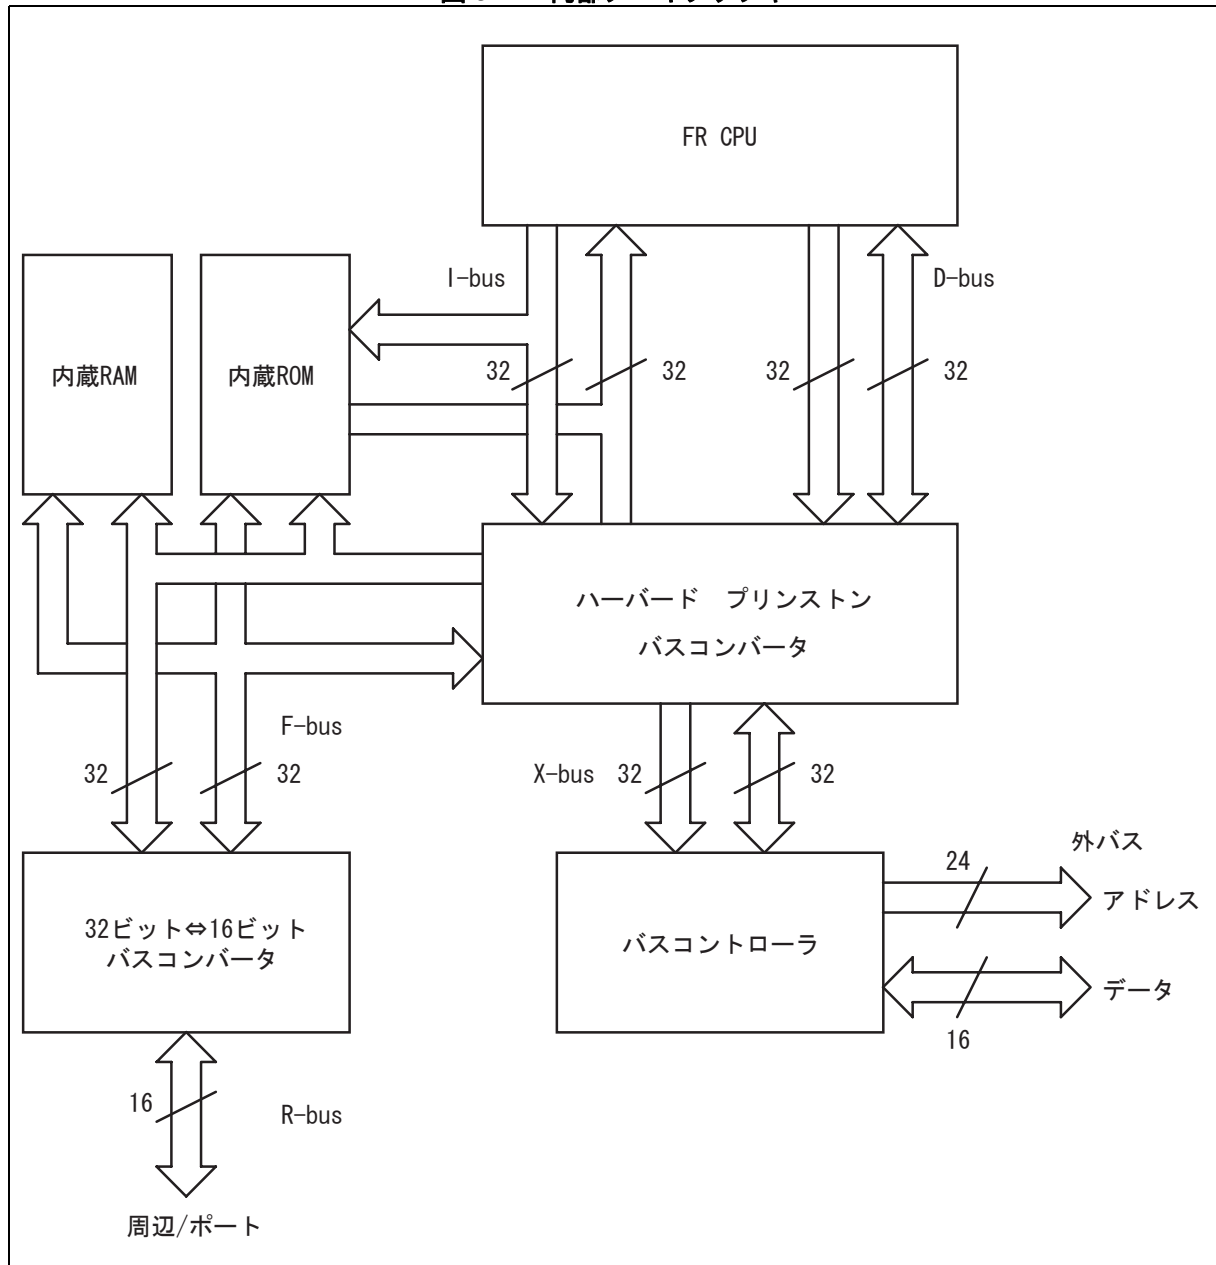 FR CPU
I-bus
D-bus
内蔵RAM
内蔵ROM
32
32
32
32
ハーバード　プリンストン
バスコンバータ
F-bus
32
32
X-bus
32
32
外バス
24
アドレス
32ビット⇔16ビット
バスコンバータ
バスコントローラ
データ
16
16
R-bus
周辺/ポート